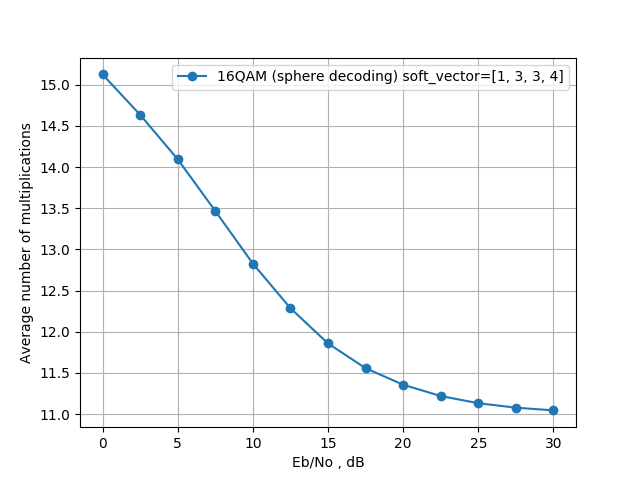 16QAM (sphere decoding) soft_vector=[1, 3, 3, 4]
Average number of multiplications
15.0
14.5
14.0
13.5
13.0
12.5
12.0
11.5
11.0
0 5 10 15 20 25 30
Eb/No , dB